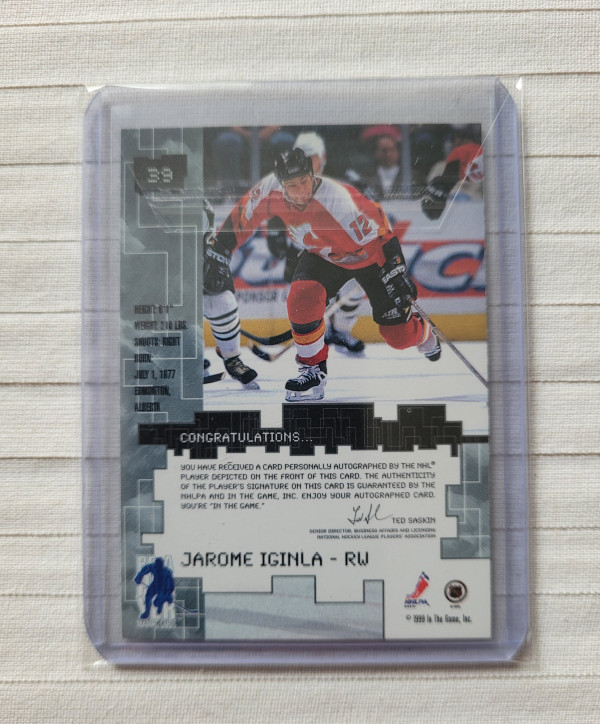 39
12
EASTON
HEIGHT: 6'1"
WEIGHT: 210 LBS.
SHOOTS: RIGHT
BORN:
JULY 1, 1977
EDMONTON,
ALBERTA
CONGRATULATIONS...
YOU HAVE RECEIVED A CARD PERSONALLY AUTOGRAPHED BY THE NHL®
PLAYER DEPICTED ON THE FRONT OF THIS CARD. THE AUTHENTICITY
OF THE PLAYER'S SIGNATURE ON THIS CARD IS GUARANTEED BY THE
NHLPA AND IN THE GAME, INC. ENJOY YOUR AUTOGRAPHED CARD.
YOU'RE "IN THE GAME."
TED SASKIN
SENIOR DIRECTOR, BUSINESS AFFAIRS AND LICENSING,
NATIONAL HOCKEY LEAGUE PLAYERS' ASSOCIATION
JAROME IGINLA - RW
NHLPA
© 1999 In The Game, Inc.